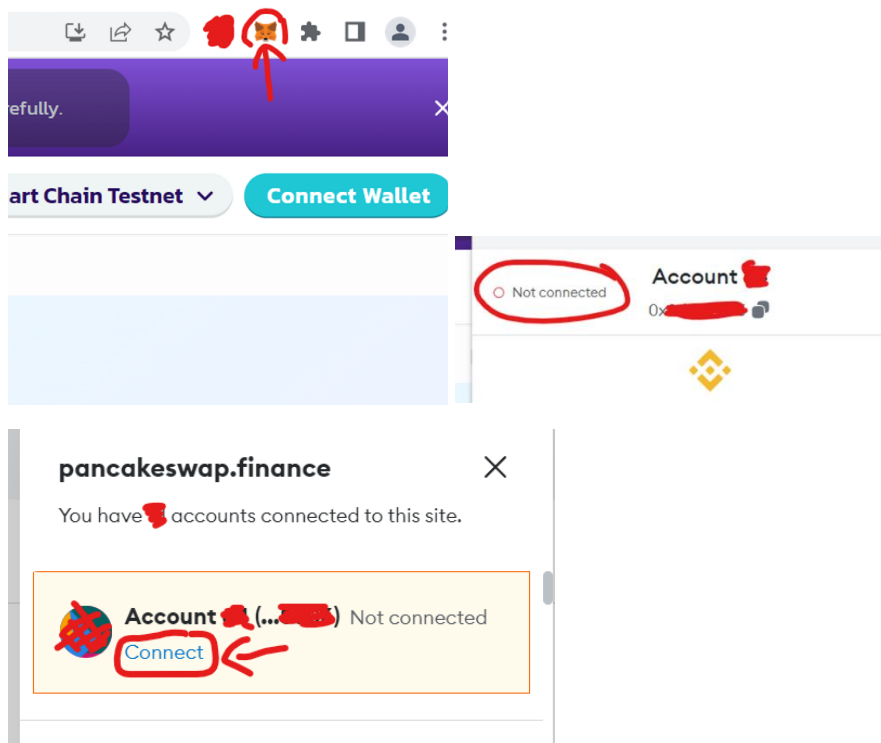 efully.
art Chain Testnet
Connect Wallet
Not connected
Account
0x
pancakeswap.finance
You have accounts connected to this site.
Account (... ) Not connected
Connect